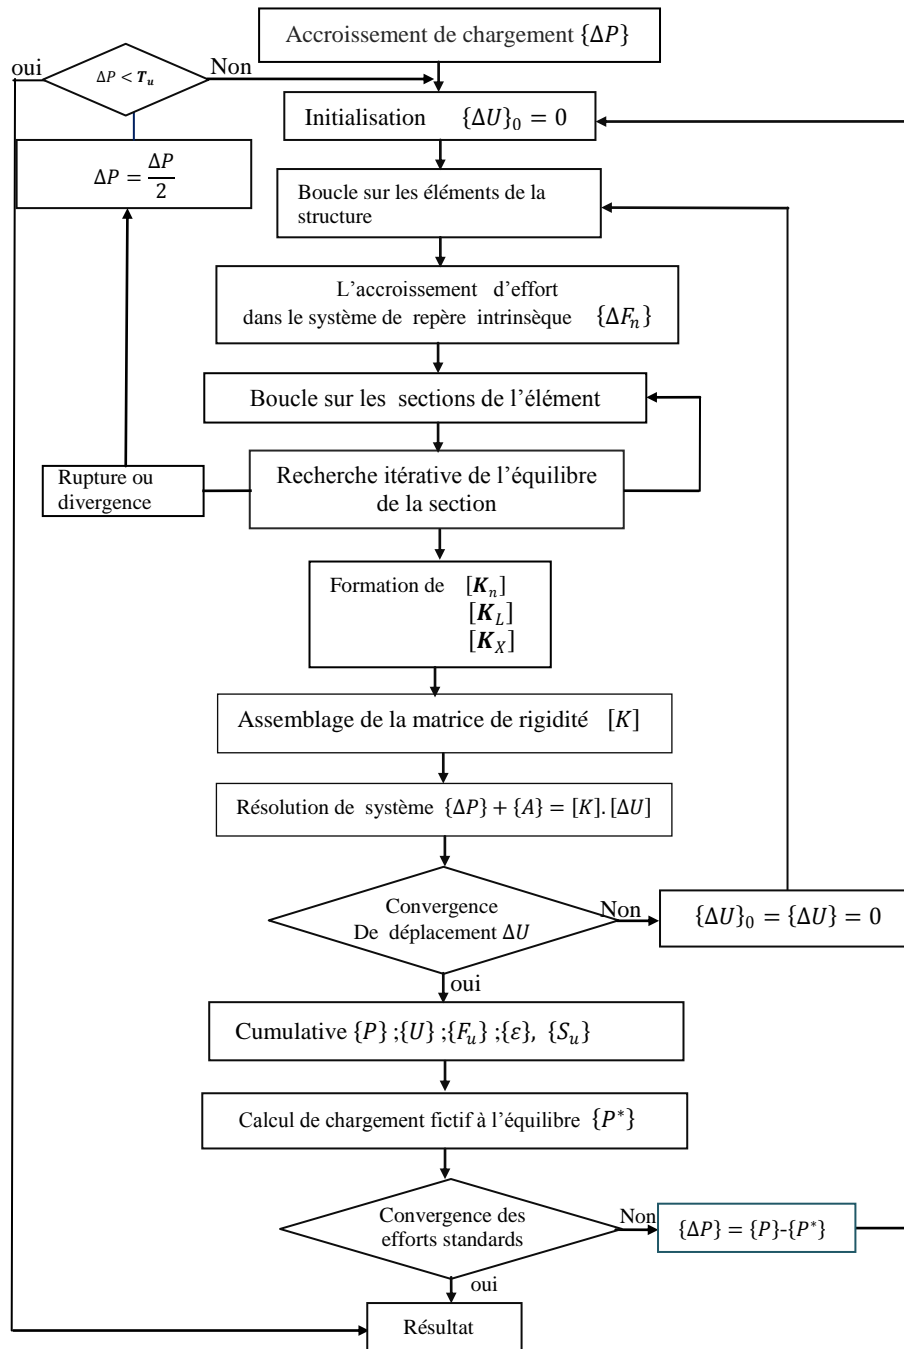 Accroissement de chargement {ΔP}
oui
ΔP < T_u
Non
Initialisation {ΔU}_0 = 0
ΔP = ΔP/2
Boucle sur les éléments de la
structure
L'accroissement d'effort
dans le système de repère intrinsèque {ΔF_n}
Boucle sur les sections de l'élément
Rupture ou
divergence
Recherche itérative de l'équilibre
de la section
Formation de [K_n]
[K_L]
[K_X]
Assemblage de la matrice de rigidité [K]
Résolution de système {ΔP} + {A} = [K]. [ΔU]
Convergence
De déplacement ΔU
Non
{ΔU}_0 = {ΔU} = 0
oui
Cumulative {P} ;{U} ;{F_u} ;{ε}, {S_u}
Calcul de chargement fictif à l'équilibre {P*}
Convergence des
efforts standards
Non
{ΔP} = {P}-{P*}
oui
Résultat